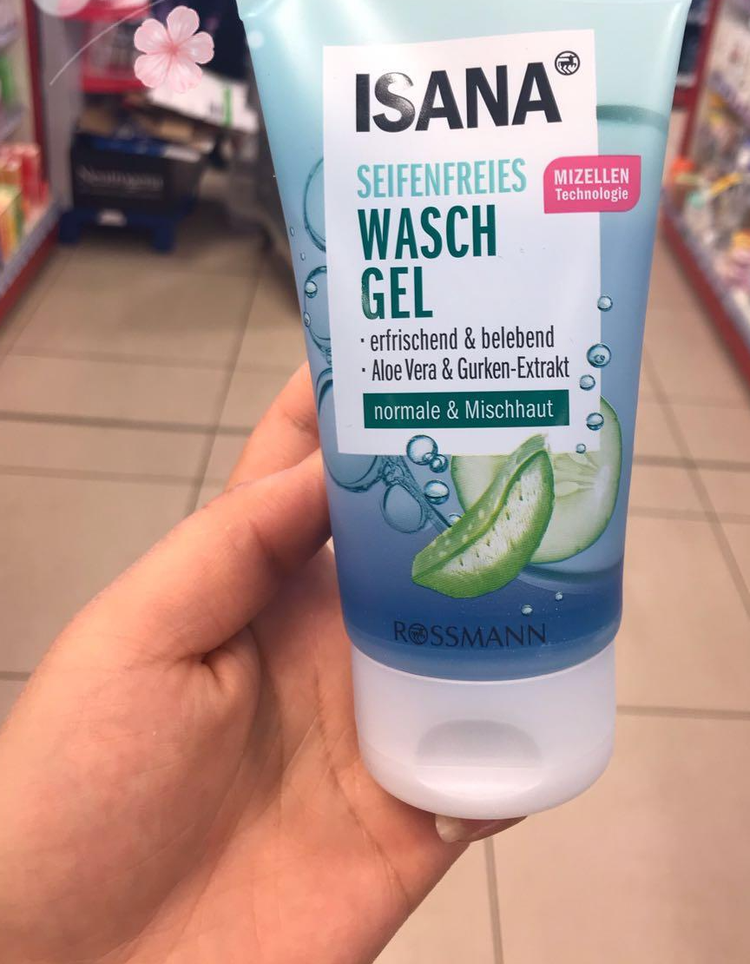 ISANA
SEIFENFREIES
MIZELLEN
Technologie
WASCH
GEL
· erfrischend & belebend
· Aloe Vera & Gurken-Extrakt
normale & Mischhaut
ROSSMANN
Neutrogena